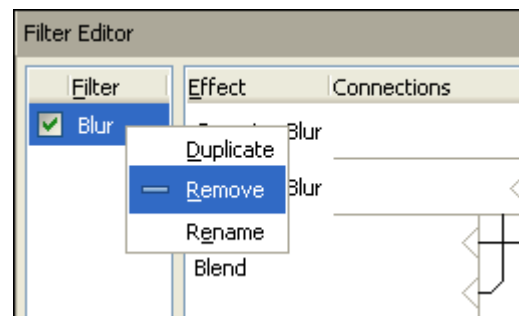 Filter Editor
Filter
Effect Connections
Blur
Blur
Duplicate
Blur
Remove
Rename
Blend